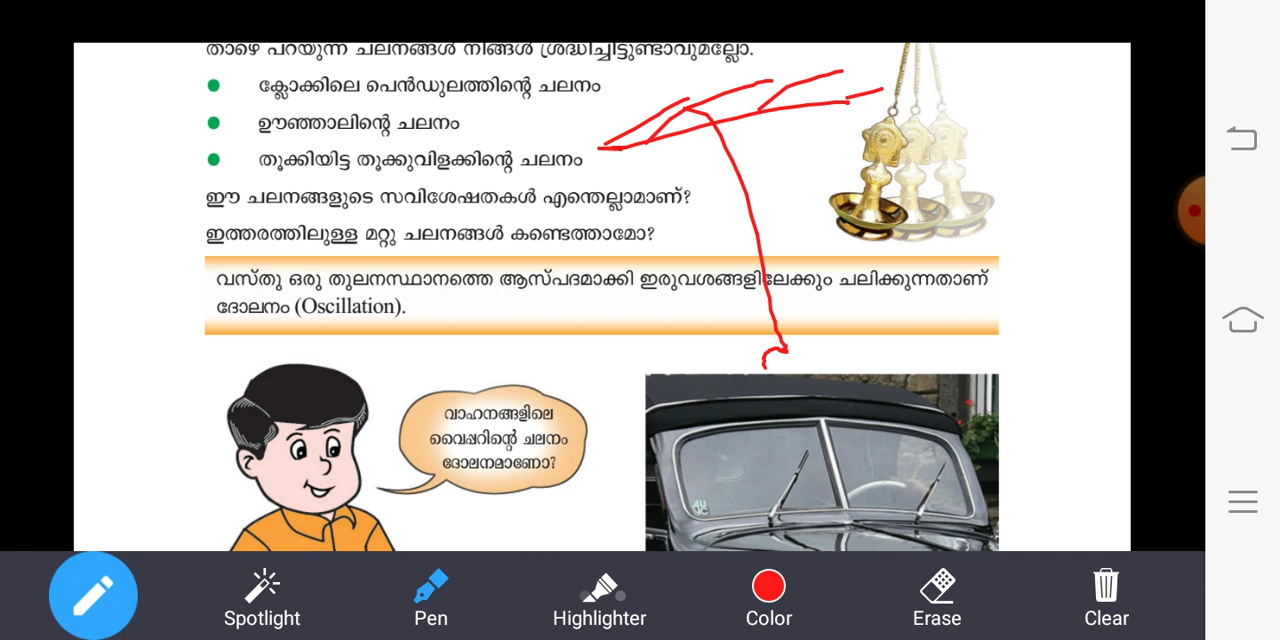 താഴെ പറയുന്ന ചലനങ്ങൾ നിങ്ങൾ ശ്രദ്ധിച്ചിട്ടുണ്ടാവുമല്ലോ.
ക്ലോക്കിലെ പെൻഡുലത്തിന്റെ ചലനം
ഊഞ്ഞാലിന്റെ ചലനം
തൂക്കിയിട്ട തൂക്കുവിളക്കിന്റെ ചലനം
ഈ ചലനങ്ങളുടെ സവിശേഷതകൾ എന്തെല്ലാമാണ്?
ഇത്തരത്തിലുള്ള മറ്റു ചലനങ്ങൾ കണ്ടെത്താമോ?
വസ്തു ഒരു തുലനസ്ഥാനത്തെ ആസ്പദമാക്കി ഇരുവശങ്ങളിലേക്കും ചലിക്കുന്നതാണ്
ദോലനം (Oscillation).
വാഹനങ്ങളിലെ
വൈപ്പറിന്റെ ചലനം
ദോലനമാണോ?
Spotlight Pen Highlighter Color Erase Clear